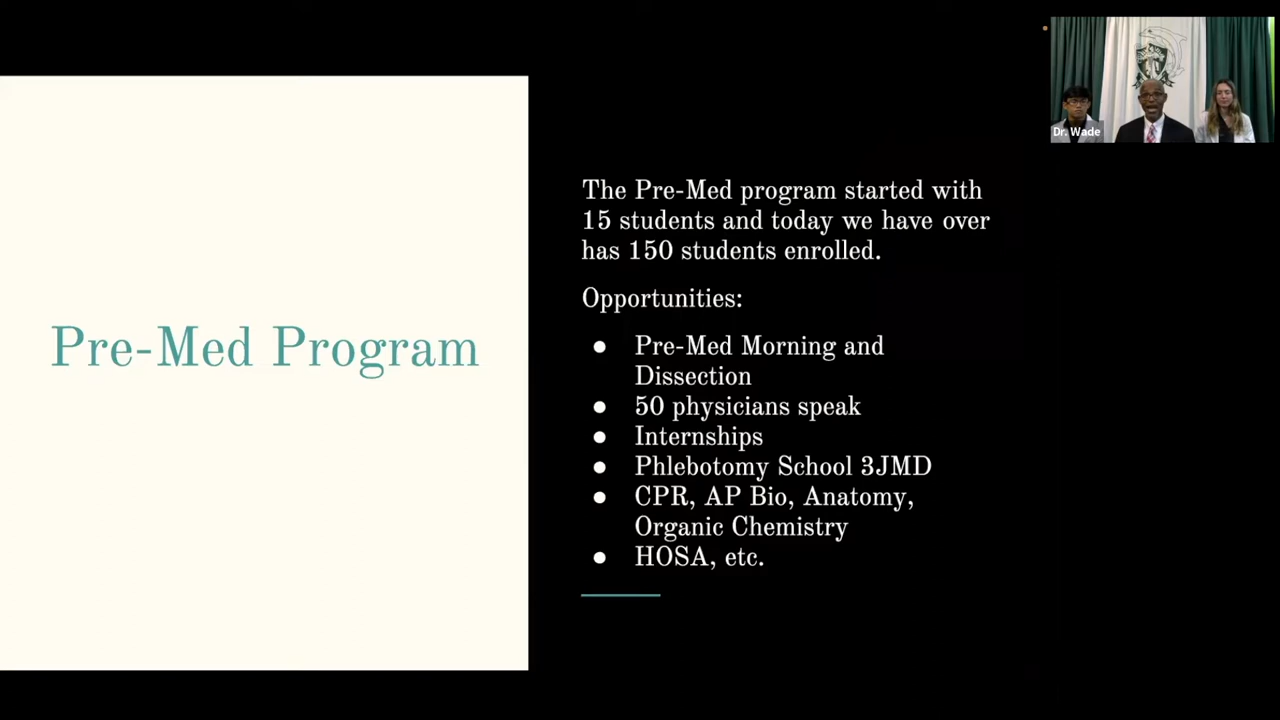 Dr. Wade
Pre-Med Program
The Pre-Med program started with
15 students and today we have over
has 150 students enrolled.
Opportunities:
● Pre-Med Morning and
Dissection
● 50 physicians speak
● Internships
● Phlebotomy School 3JMD
● CPR, AP Bio, Anatomy,
Organic Chemistry
● HOSA, etc.